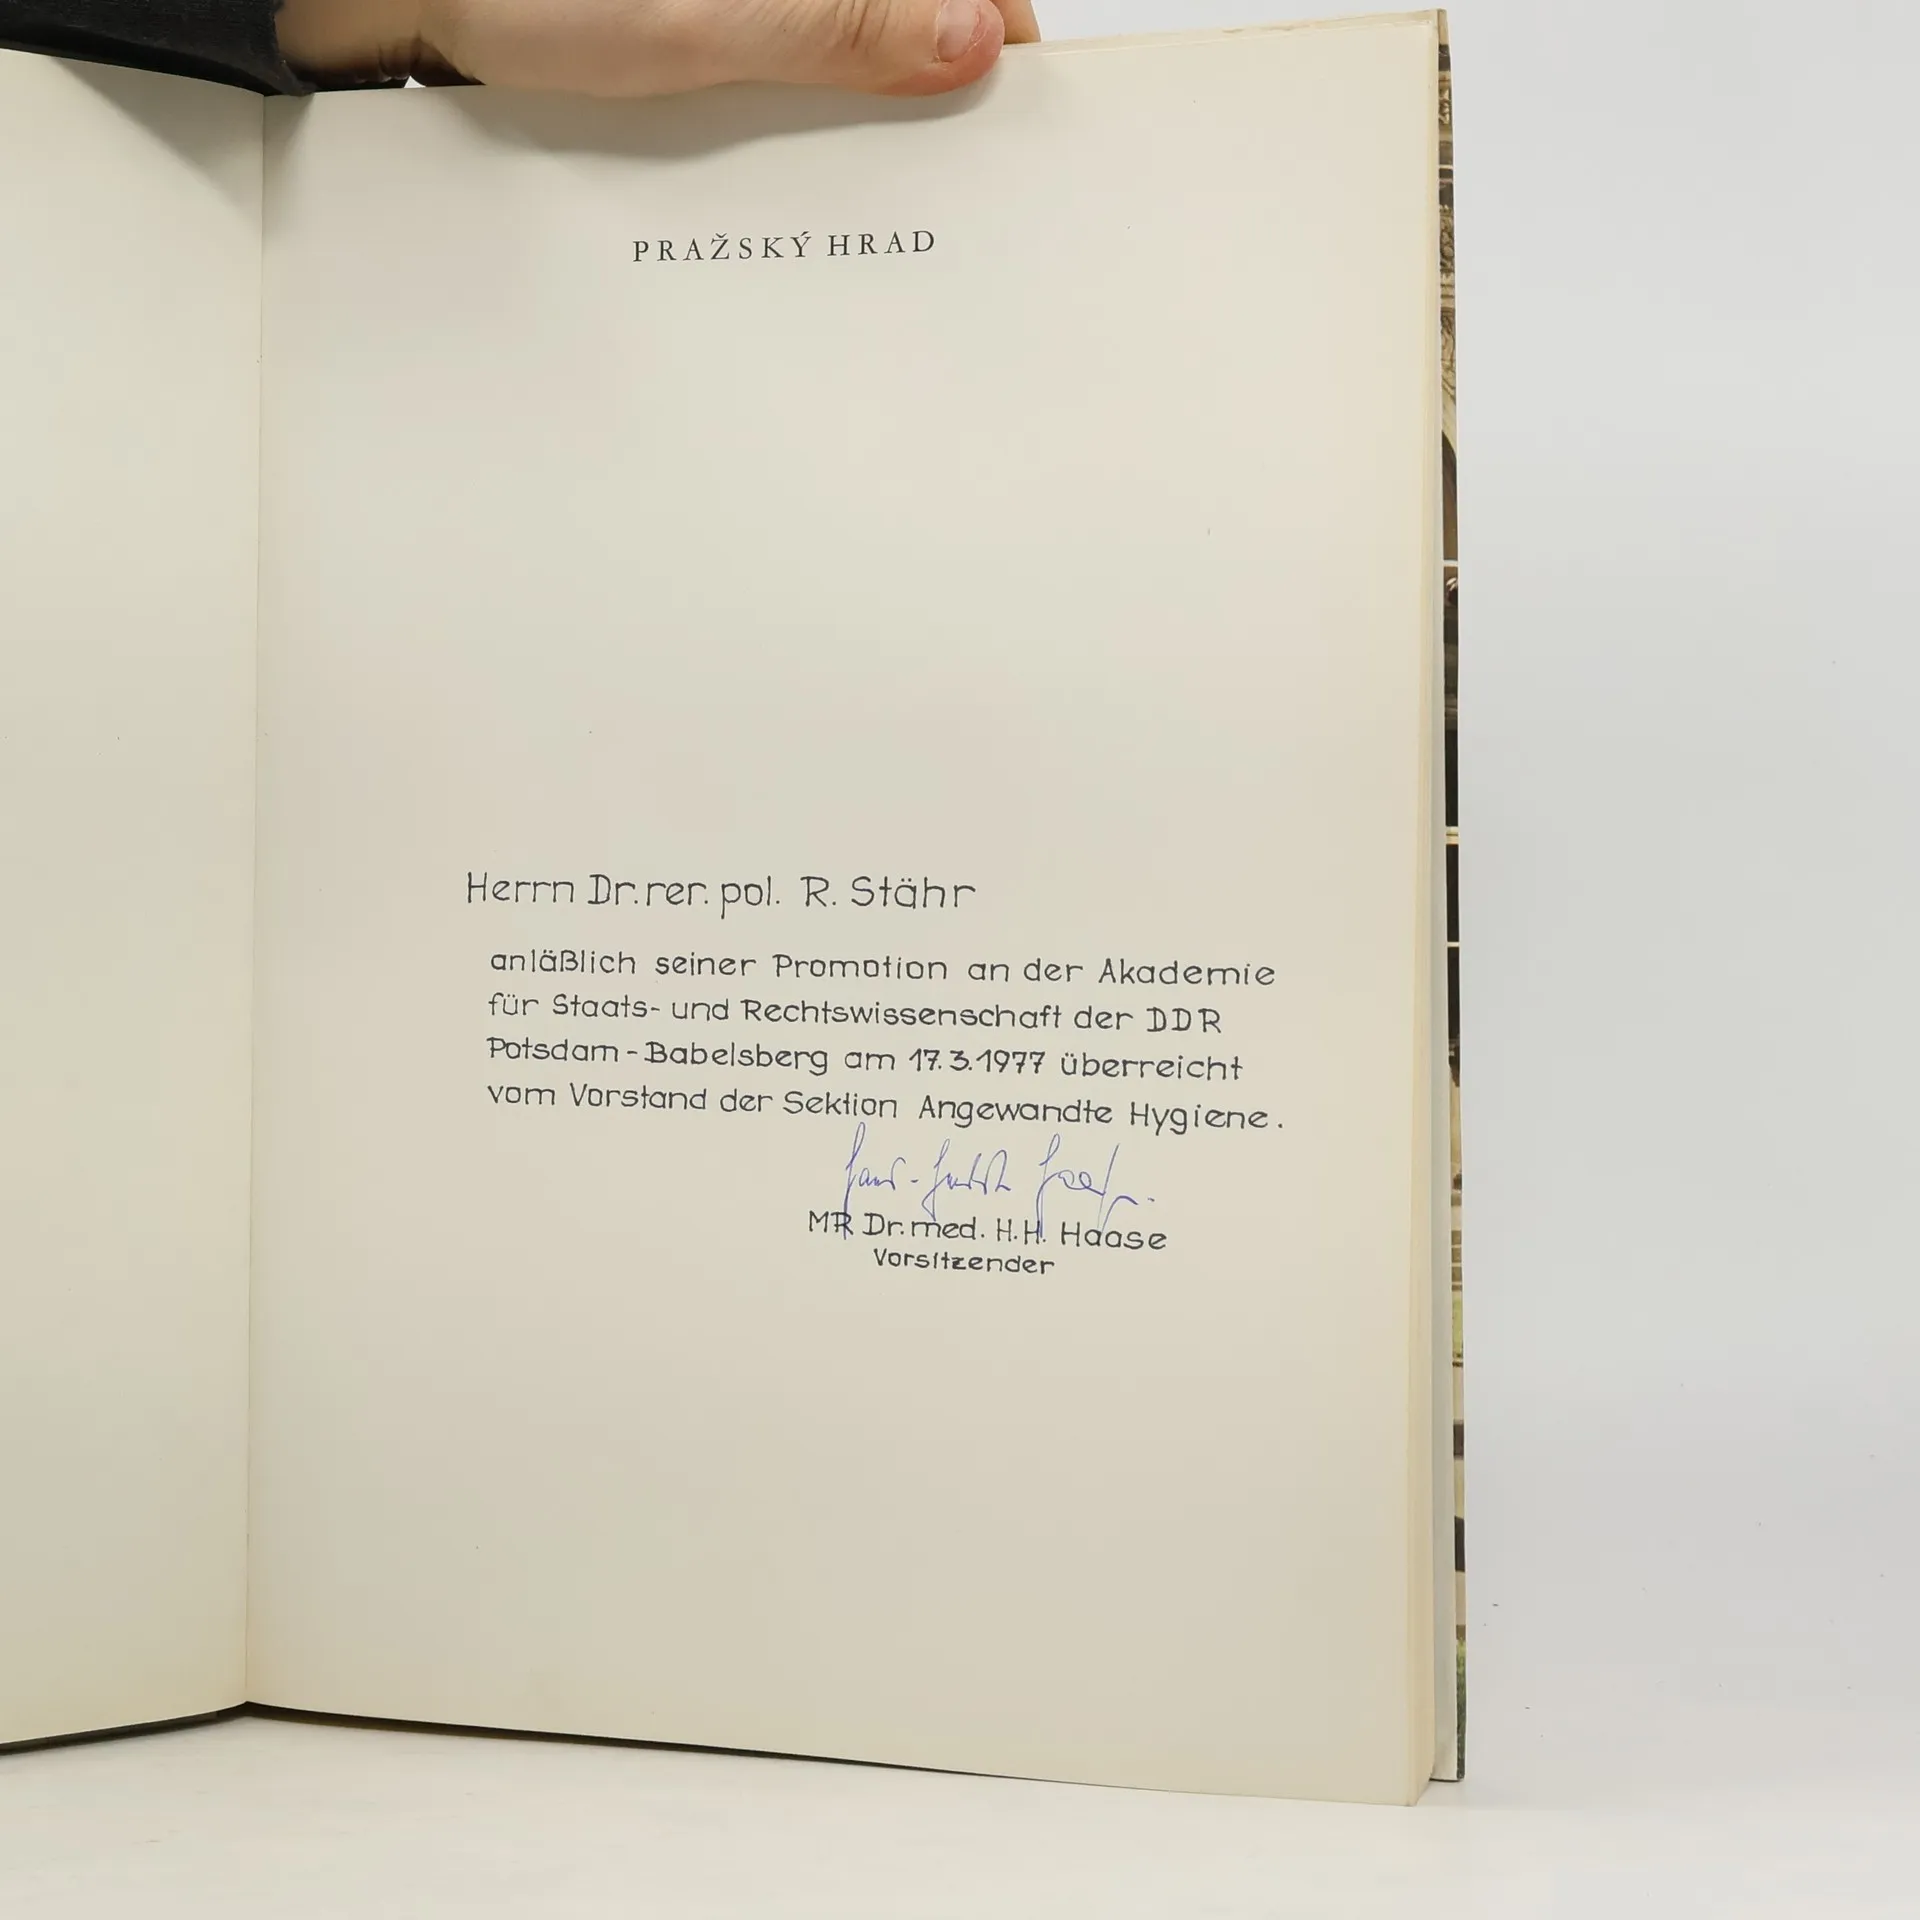 PRAŽSKÝ HRAD
Herrn Dr. rer. pol. R. Stähr
anläßlich seiner Promotion an der Akademie
für Staats- und Rechtswissenschaft der DDR
Potsdam-Babelsberg am 17.3.1977 überreicht
vom Vorstand der Sektion Angewandte Hygiene.
MR Dr. med. H.H. Haase
Vorsitzender